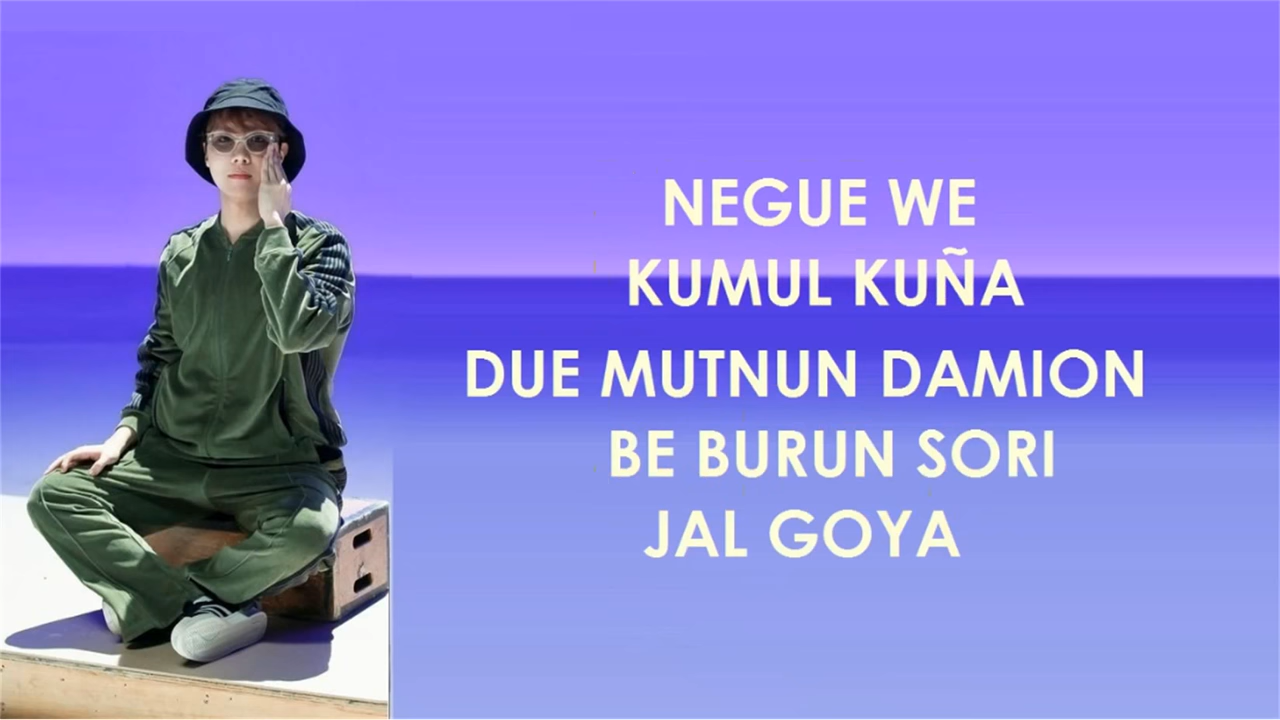 NEGUE WE
KUMUL KUÑA
DUE MUTNUN DAMION
BE BURUN SORI
JAL GOYA